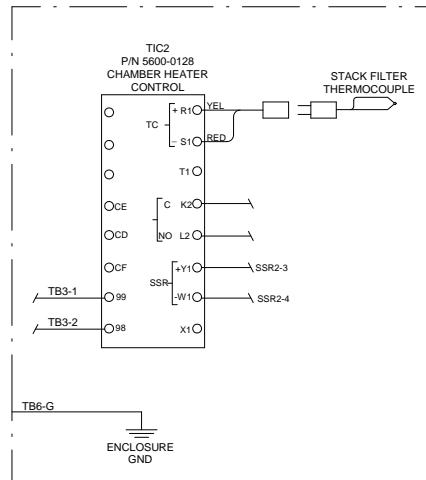 TIC2
P/N 5600-0128
CHAMBER HEATER
CONTROL
STACK FILTER
THERMOCOUPLE
+ R1 YEL
TC
- S1 RED
T1
CE C K2
CD NO L2
CF +Y1 SSR2-3
SSR
TB3-1 99 -W1 SSR2-4
TB3-2 98 X1
TB6-G
ENCLOSURE
GND